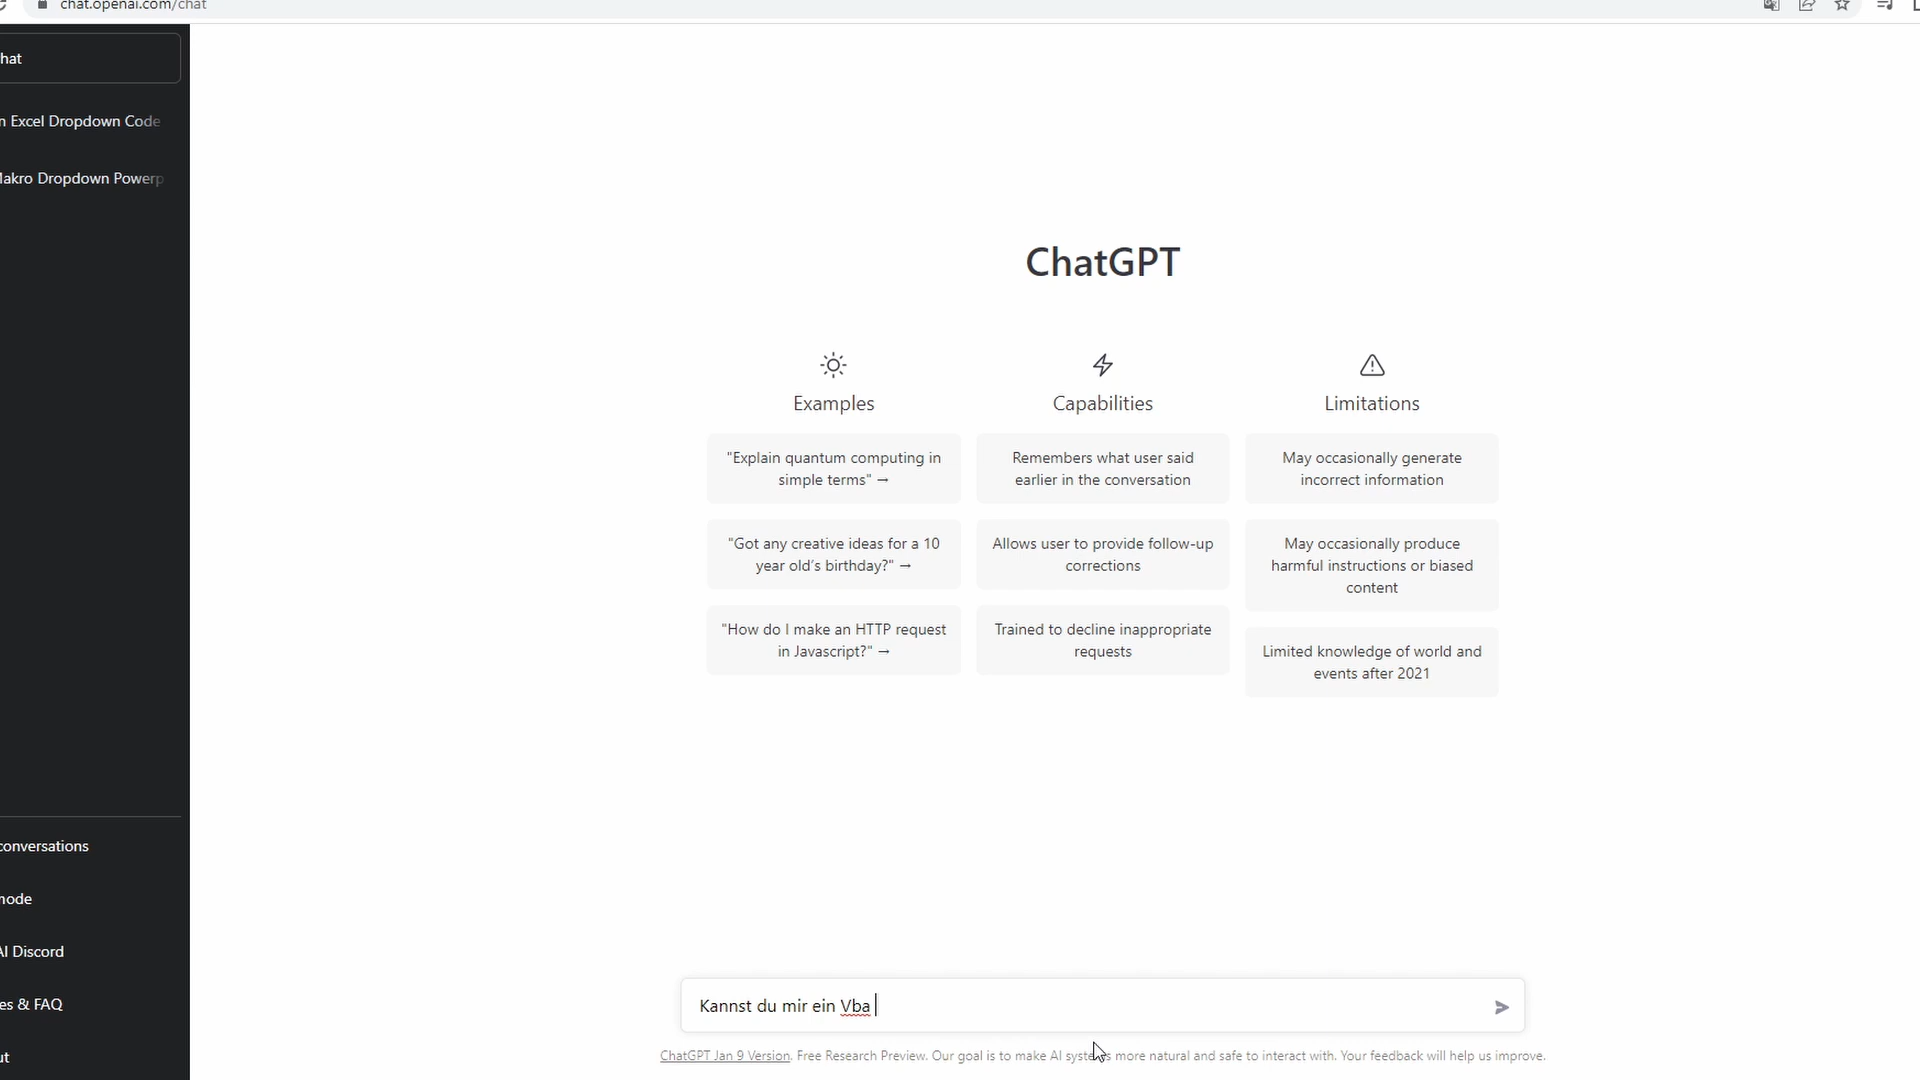 chat.openai.com/chat
hat
n Excel Dropdown Code
Makro Dropdown Powerp
conversations
mode
AI Discord
es & FAQ
ut
ChatGPT
Examples
"Explain quantum computing in
simple terms" →
"Got any creative ideas for a 10
year old's birthday?" →
"How do I make an HTTP request
in Javascript?" →
Capabilities
Remembers what user said
earlier in the conversation
Allows user to provide follow-up
corrections
Trained to decline inappropriate
requests
Limitations
May occasionally generate
incorrect information
May occasionally produce
harmful instructions or biased
content
Limited knowledge of world and
events after 2021
Kannst du mir ein Vba
ChatGPT Jan 9 Version. Free Research Preview. Our goal is to make AI systems more natural and safe to interact with. Your feedback will help us improve.